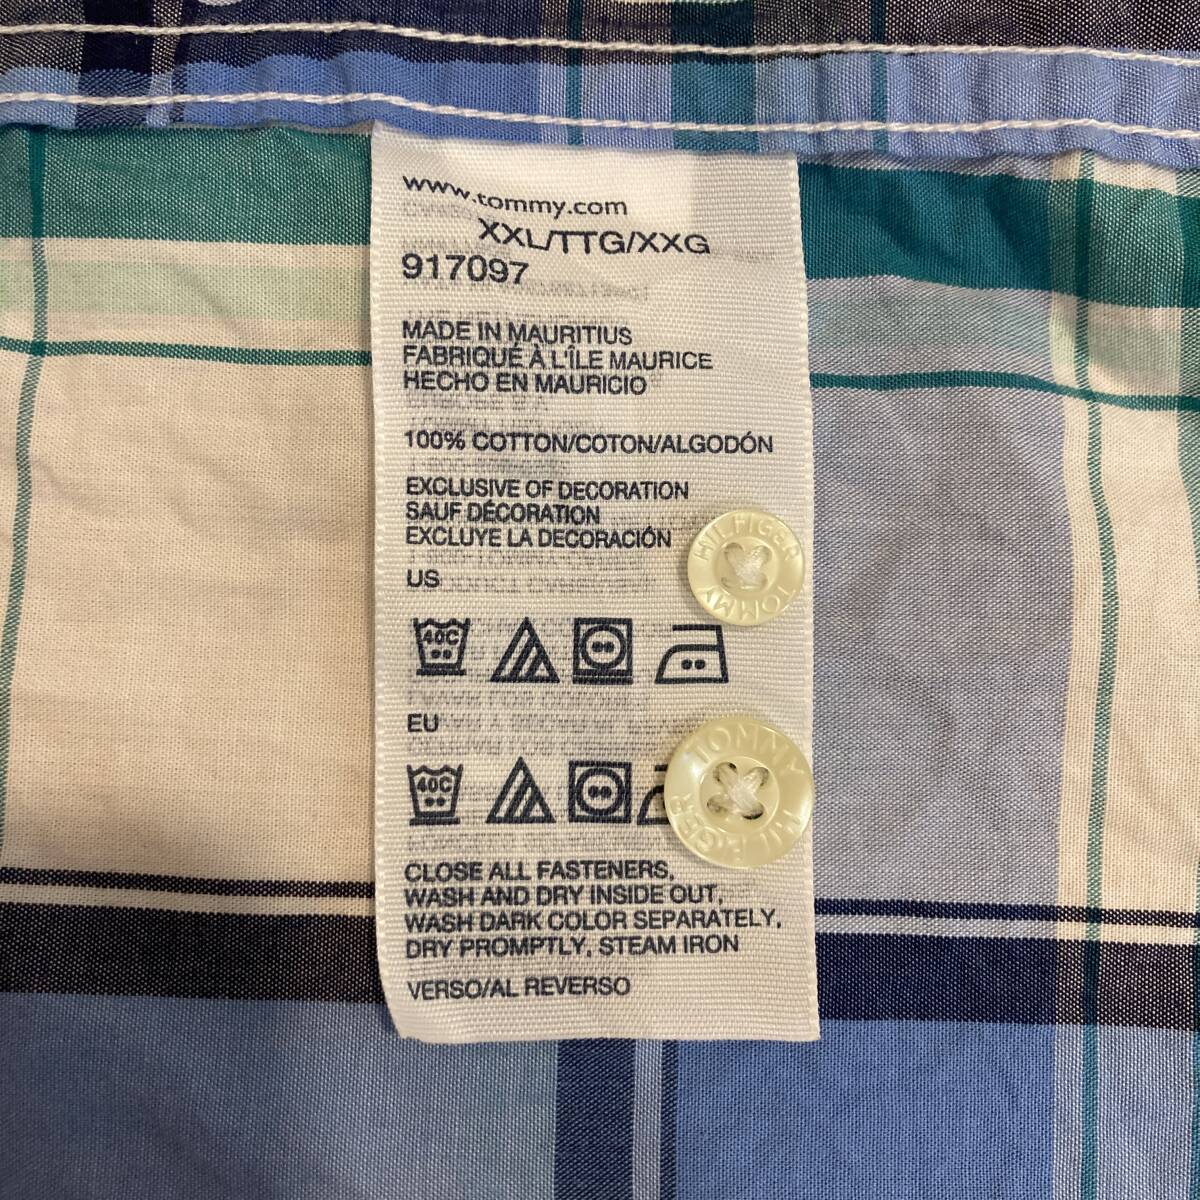 www.tommy.com
XXL/TTG/XXG
917097
MADE IN MAURITIUS
FABRIQUÉ À L'ÎLE MAURICE
HECHO EN MAURICIO
100% COTTON/COTON/ALGODÓN
EXCLUSIVE OF DECORATION
SAUF DÉCORATION
EXCLUYE LA DECORACIÓN
TOMMY HILFIGER
US
40C
EU
40C
TOMMY HILFIGER
CLOSE ALL FASTENERS,
WASH AND DRY INSIDE OUT,
WASH DARK COLOR SEPARATELY,
DRY PROMPTLY, STEAM IRON
VERSO/AL REVERSO